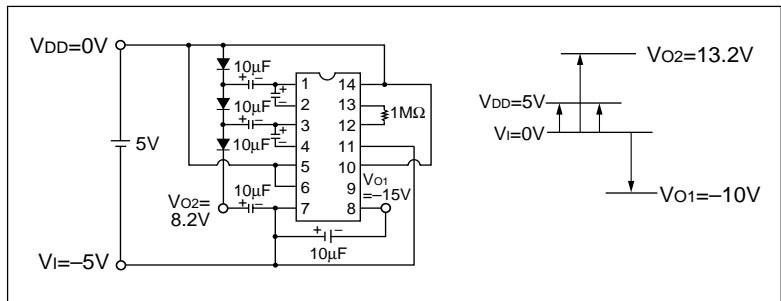 VDD=0V
5V
VI=–5V
10µF
+ –
10µF
+ –
10µF
+ –
10µF
+ –
+
–
+
–
VO2=
8.2V
1
2
3
4
5
6
7
14
13
12
11
10
9
8
1MΩ
VO1
=–15V
+ –
10µF
VO2=13.2V
VDD=5V
VI=0V
VO1=–10V